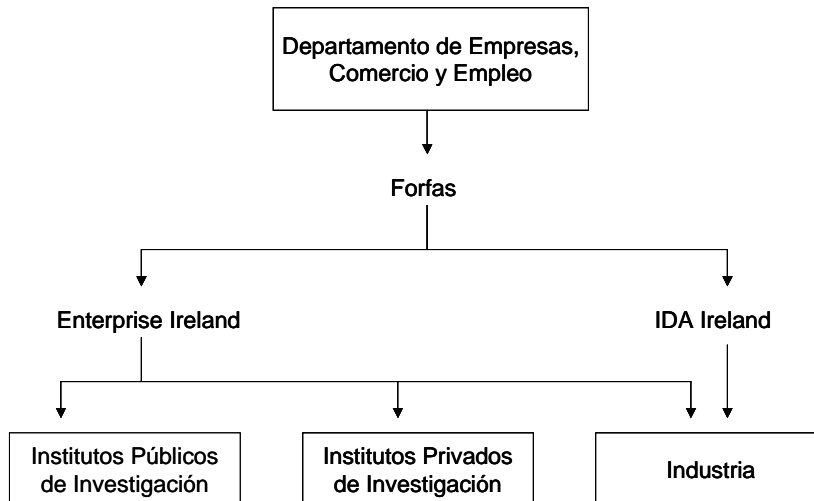 Departamento de Empresas,
Comercio y Empleo
Forfas
Enterprise Ireland
IDA Ireland
Institutos Públicos
de Investigación
Institutos Privados
de Investigación
Industria